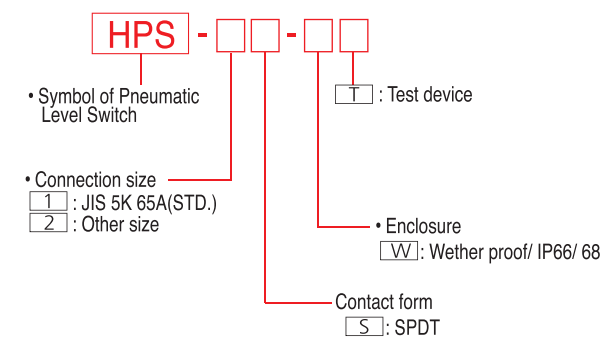 HPS - □□ - □□
• Symbol of Pneumatic
Level Switch
T : Test device
• Connection size
1 : JIS 5K 65A(STD.)
2 : Other size
• Enclosure
W : Wether proof/ IP66/ 68
Contact form
S : SPDT